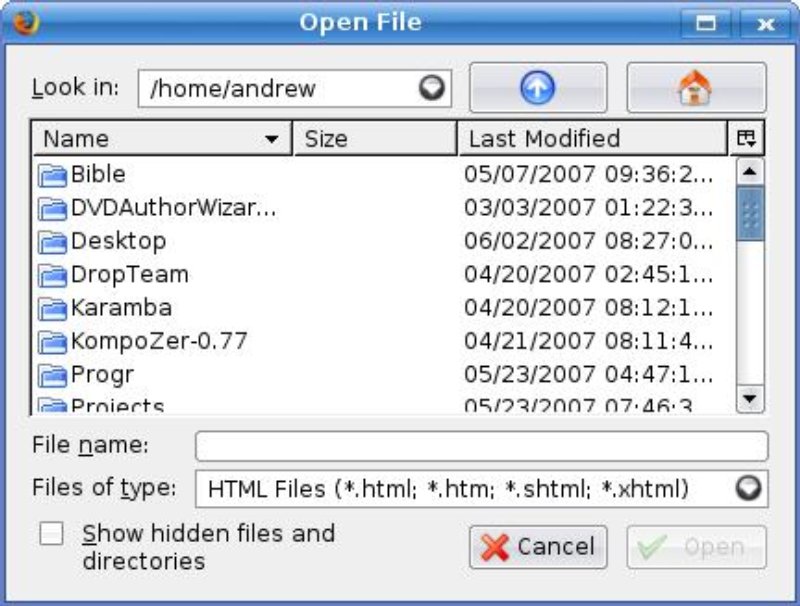 Open File
Look in: /home/andrew
Name Size Last Modified
Bible 05/07/2007 09:36:2...
DVDAuthorWizar... 03/03/2007 01:22:3...
Desktop 06/02/2007 08:27:0...
DropTeam 04/20/2007 02:45:1...
Karamba 04/20/2007 08:12:1...
KompoZer-0.77 04/21/2007 08:11:4...
Progr 05/23/2007 04:47:1...
Projects 05/23/2007 07:46:3
File name:
Files of type: HTML Files (*.html; *.htm; *.shtml; *.xhtml)
Show hidden files and
directories
Cancel Open